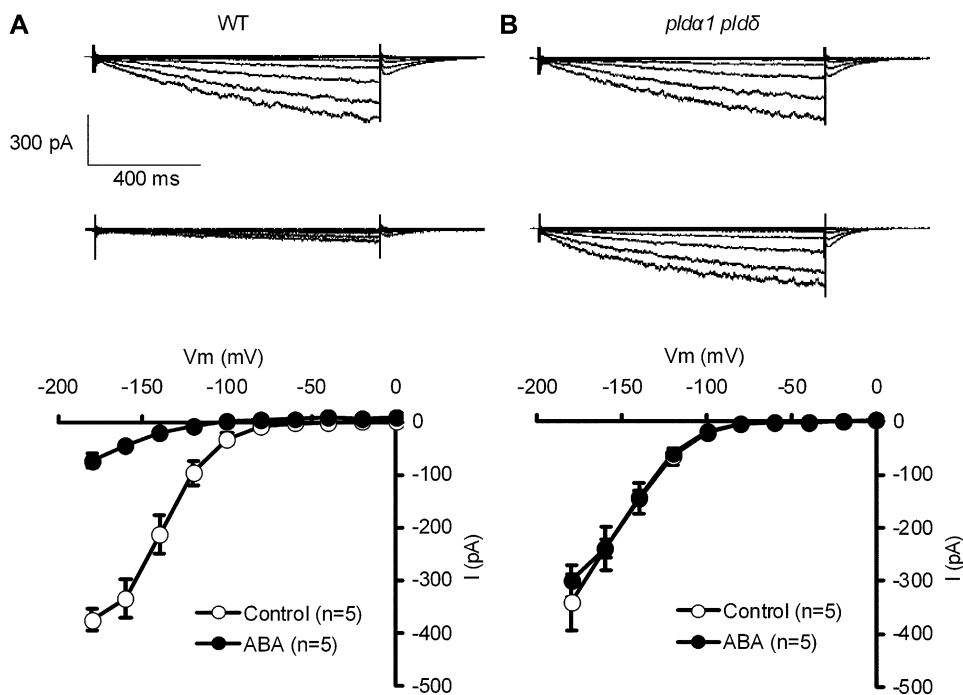 A WT
B pldα1 pldδ
300 pA
400 ms
Vm (mV)
-200 -150 -100 -50 0
0
-100
-200
-300
-400
-500
I (pA)
Control (n=5)
ABA (n=5)
Vm (mV)
-200 -150 -100 -50 0
0
-100
-200
-300
-400
-500
I (pA)
Control (n=5)
ABA (n=5)